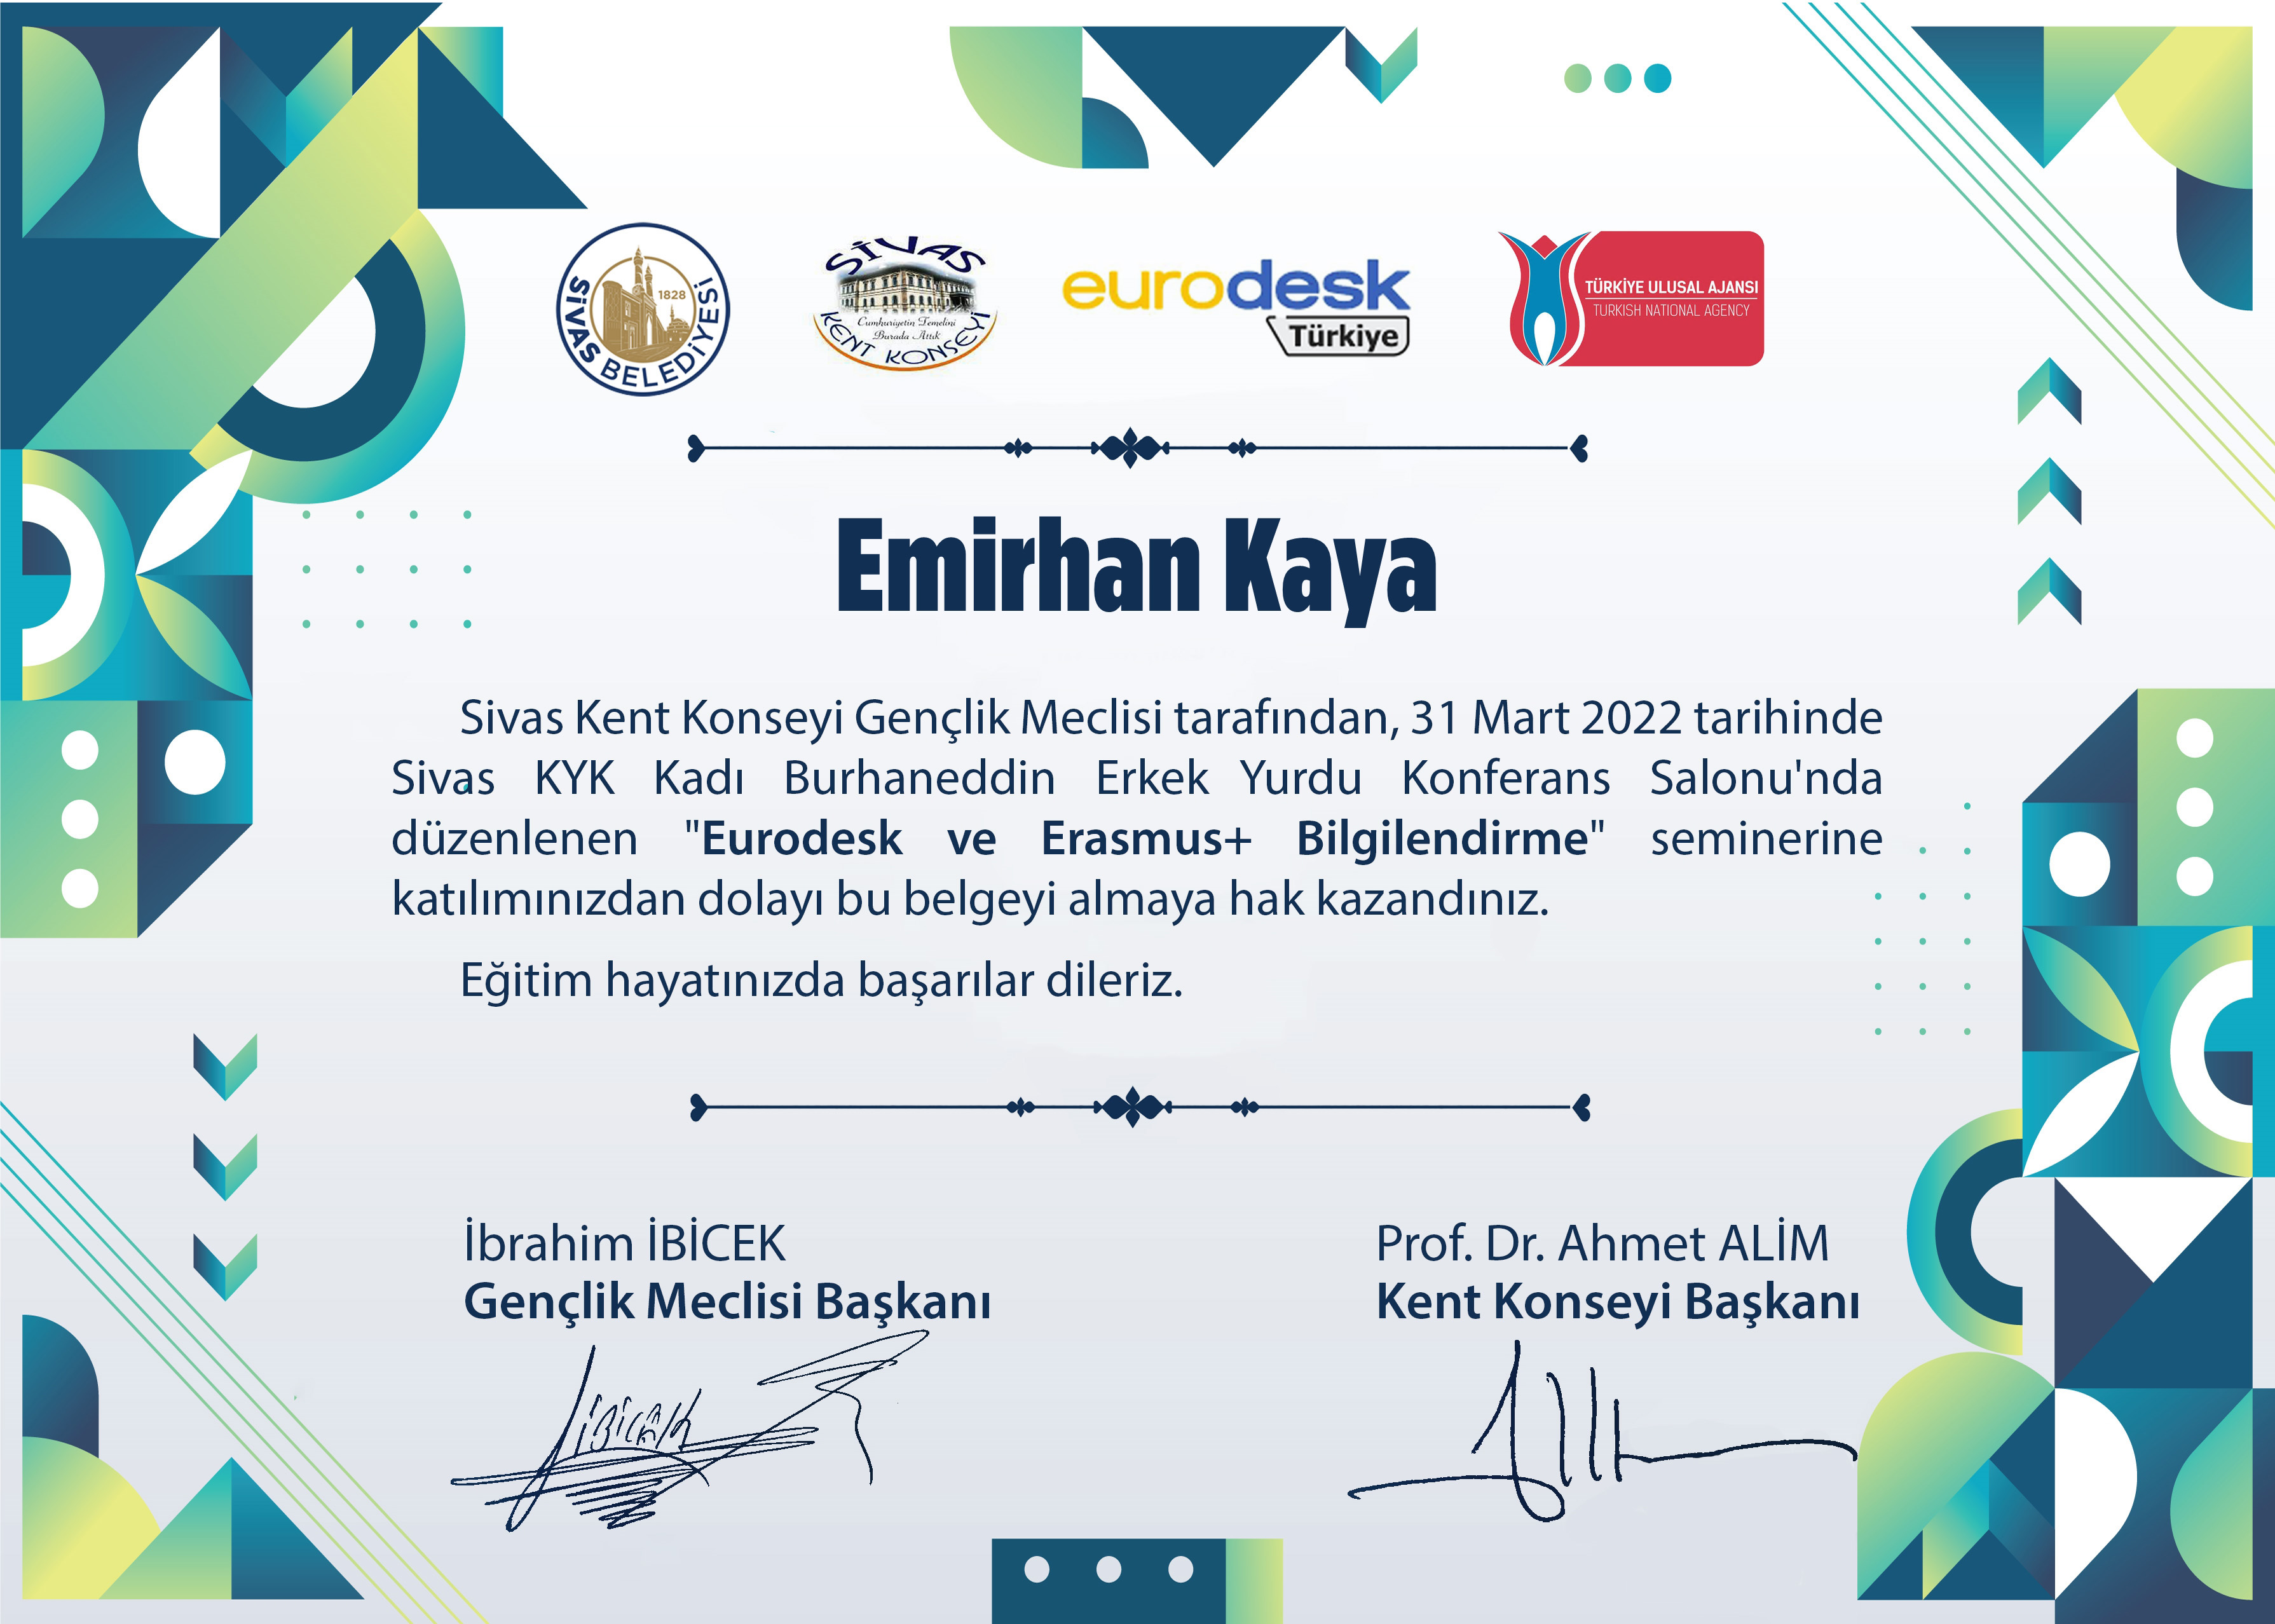 SİVAS BELEDİYESİ
1828
SİVAS
Cumhuriyetin Temelini
Burada Attık
KENT KONSEYİ
eurodesk
Türkiye
TÜRKİYE ULUSAL AJANSI
TURKISH NATIONAL AGENCY
Emirhan Kaya
Sivas Kent Konseyi Gençlik Meclisi tarafından, 31 Mart 2022 tarihinde
Sivas KYK Kadı Burhaneddin Erkek Yurdu Konferans Salonu'nda
düzenlenen "Eurodesk ve Erasmus+ Bilgilendirme" seminerine
katılımınızdan dolayı bu belgeyi almaya hak kazandınız.
Eğitim hayatınızda başarılar dileriz.
İbrahim İBİCEK
Gençlik Meclisi Başkanı
Prof. Dr. Ahmet ALİM
Kent Konseyi Başkanı